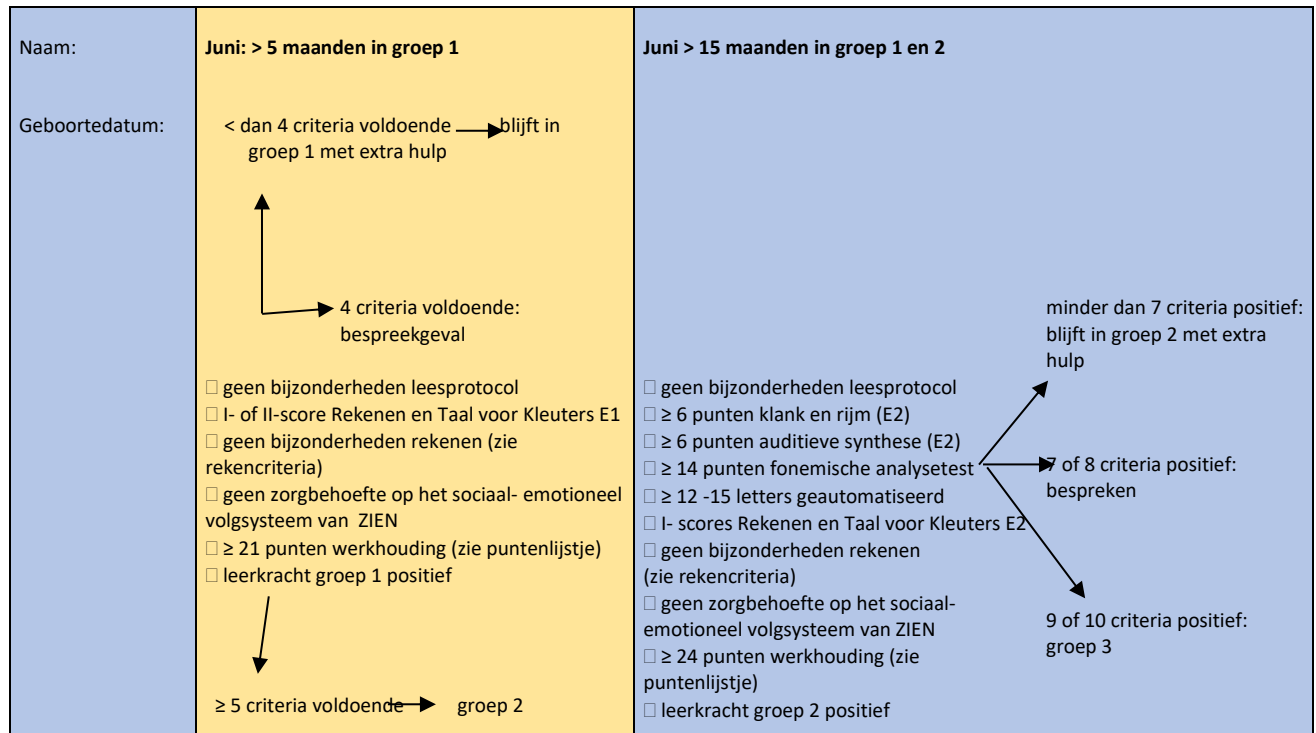 Naam:
Geboortedatum:
Juni: > 5 maanden in groep 1
< dan 4 criteria voldoende blijft in
groep 1 met extra hulp
4 criteria voldoende:
bespreekgeval
□ geen bijzonderheden leesprotocol
□ I- of II-score Rekenen en Taal voor Kleuters E1
□ geen bijzonderheden rekenen (zie
rekencriteria)
□ geen zorgbehoefte op het sociaal- emotioneel
volgsysteem van ZIEN
□ ≥ 21 punten werkhouding (zie puntenlijstje)
□ leerkracht groep 1 positief
≥ 5 criteria voldoende groep 2
Juni > 15 maanden in groep 1 en 2
□ geen bijzonderheden leesprotocol
□ ≥ 6 punten klank en rijm (E2)
□ ≥ 6 punten auditieve synthese (E2)
□ ≥ 14 punten fonemische analysetest
□ ≥ 12 -15 letters geautomatiseerd
□ I- scores Rekenen en Taal voor Kleuters E2
□ geen bijzonderheden rekenen
(zie rekencriteria)
□ geen zorgbehoefte op het sociaal-
emotioneel volgsysteem van ZIEN
□ ≥ 24 punten werkhouding (zie
puntenlijstje)
□ leerkracht groep 2 positief
minder dan 7 criteria positief:
blijft in groep 2 met extra
hulp
7 of 8 criteria positief:
bespreken
9 of 10 criteria positief:
groep 3